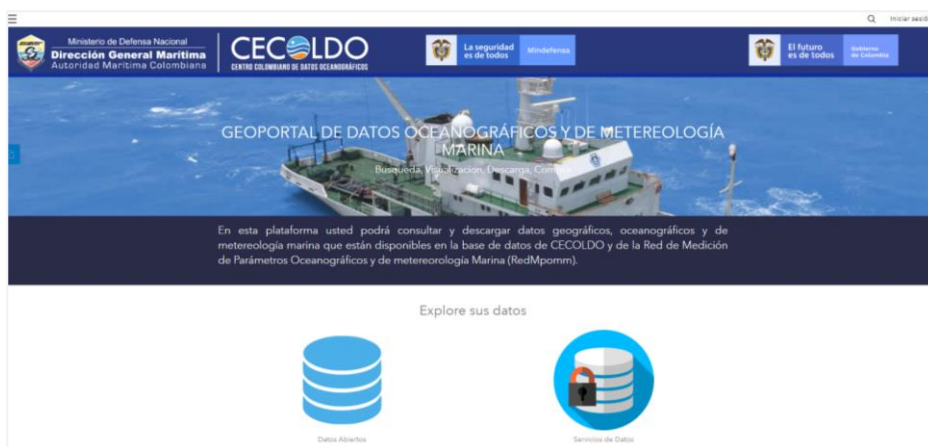 Iniciar sesió
Ministerio de Defensa Nacional
Dirección General Marítima
Autoridad Marítima Colombiana
CECOLDO
CENTRO COLOMBIANO DE DATOS OCEANOGRÁFICOS
La seguridad
es de todos
Mindefensa
El futuro
es de todos
Gobierno
de Colombia
GEOPORTAL DE DATOS OCEANOGRÁFICOS Y DE METEREOLOGÍA
MARINA
Busqueda, Visualización, Descarga,
En esta plataforma usted podrá consultar y descargar datos geográficos, oceanográficos y de
metereología marina que están disponibles en la base de datos de CECOLDO y de la Red de Medición
de Parámetros Oceanográficos y de metereorología Marina (RedMpomm).
Explore sus datos
Datos Abiertos
Servicios de Datos